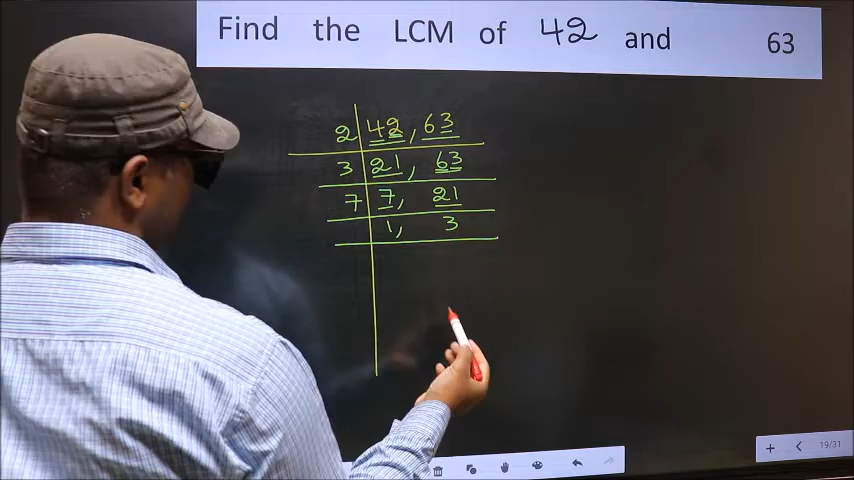 Find the LCM of 42 and 63
2 42, 63
3 21, 63
7 7, 21
1, 3
19/31